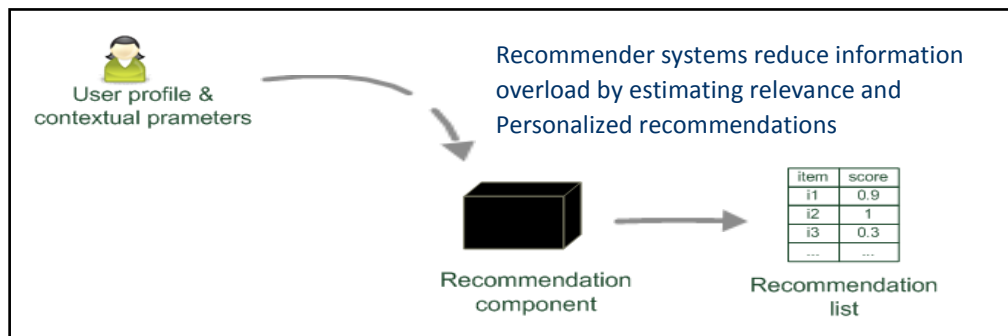 User profile &
contextual prameters
Recommender systems reduce information
overload by estimating relevance and
Personalized recommendations
Recommendation
component
item score
i1 0.9
i2 1
i3 0.3
... ...
Recommendation
list